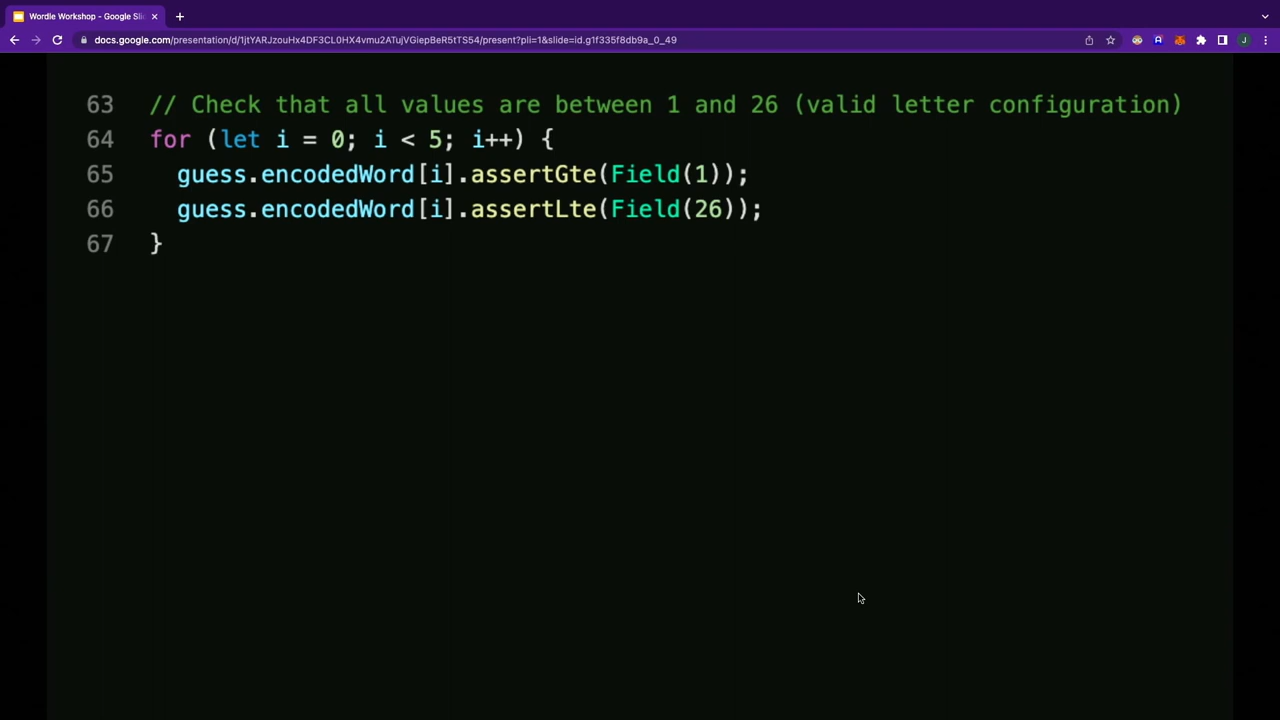 Wordle Workshop - Google Sli
docs.google.com/presentation/d/1jtYARJzouHx4DF3CL0HX4vmu2ATujVGiepBeR5tTS54/present?pli=1&slide=id.g1f335f8db9a_0_49
J
63 // Check that all values are between 1 and 26 (valid letter configuration)
64 for (let i = 0; i < 5; i++) {
65 guess.encodedWord[i].assertGte(Field(1));
66 guess.encodedWord[i].assertLte(Field(26));
67 }